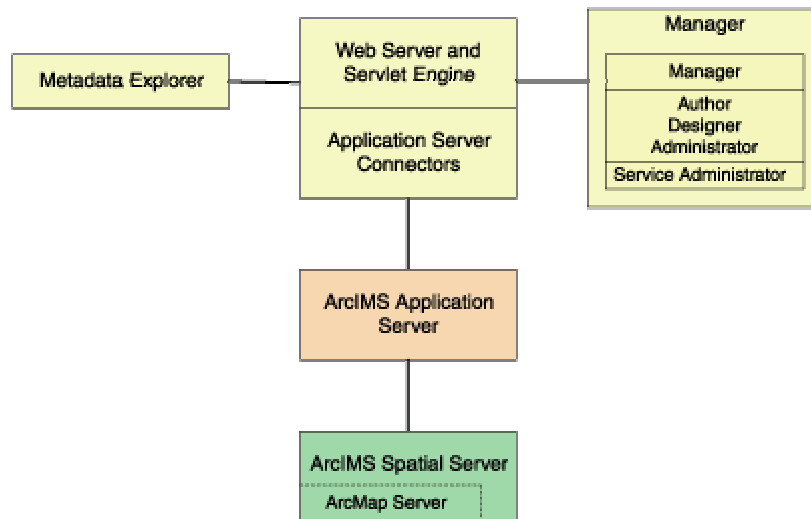 Metadata Explorer
Web Server and
Servlet Engine
Application Server
Connectors
Manager
Manager
Author
Designer
Administrator
Service Administrator
ArcIMS Application
Server
ArcIMS Spatial Server
ArcMap Server